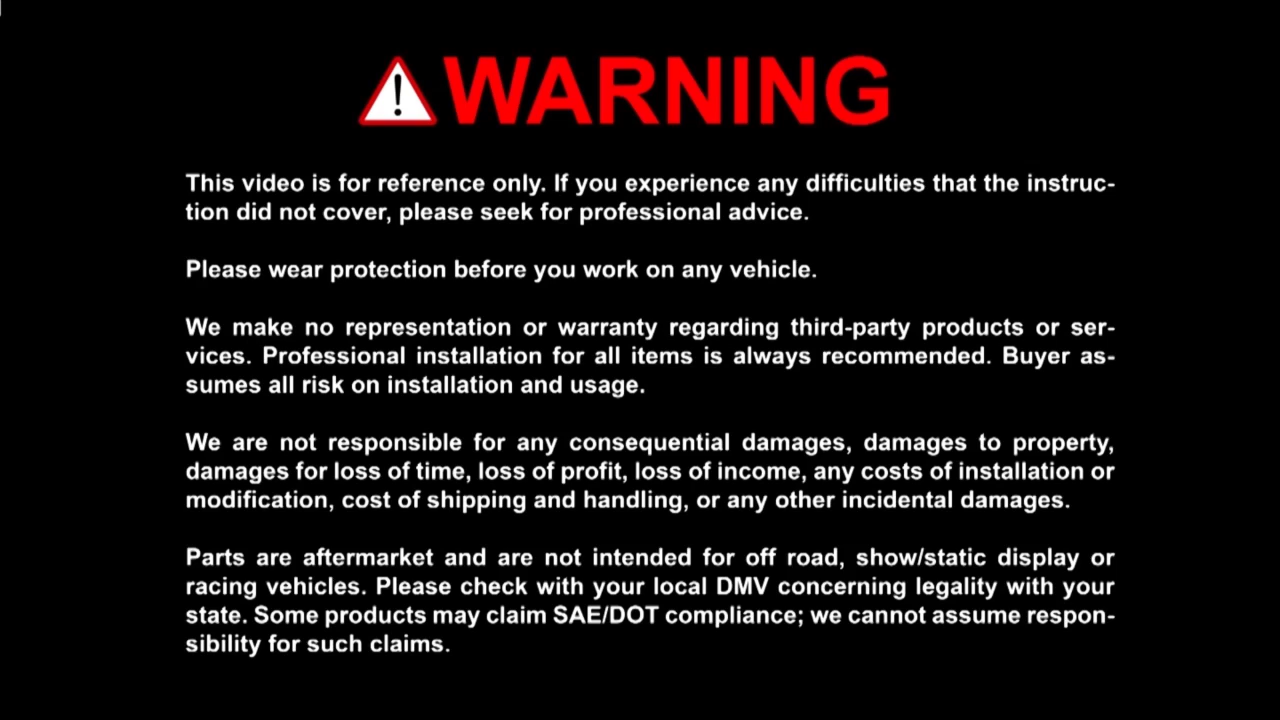 WARNING
This video is for reference only. If you experience any difficulties that the instruc-
tion did not cover, please seek for professional advice.
Please wear protection before you work on any vehicle.
We make no representation or warranty regarding third-party products or ser-
vices. Professional installation for all items is always recommended. Buyer as-
sumes all risk on installation and usage.
We are not responsible for any consequential damages, damages to property,
damages for loss of time, loss of profit, loss of income, any costs of installation or
modification, cost of shipping and handling, or any other incidental damages.
Parts are aftermarket and are not intended for off road, show/static display or
racing vehicles. Please check with your local DMV concerning legality with your
state. Some products may claim SAE/DOT compliance; we cannot assume respon-
sibility for such claims.